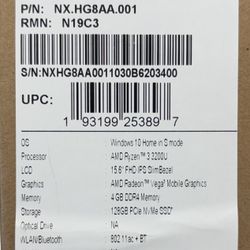 P/N: NX.HG8AA.001
RMN: N19C3
S/N:NXHG8AA0011030B6203400
UPC:
1 93199 25389 7
OS Windows 10 Home in S mode
Processor AMD Ryzen™ 3 3200U
LCD 15.6" FHD IPS SlimBezel
Graphics AMD Radeon™ Vega³ Mobile Graphics
Memory 4 GB DDR4 Memory
Storage 128GB PCIe NVMe SSD*
Optical Drive NA
WLAN/Bluetooth 802.11ac + BT